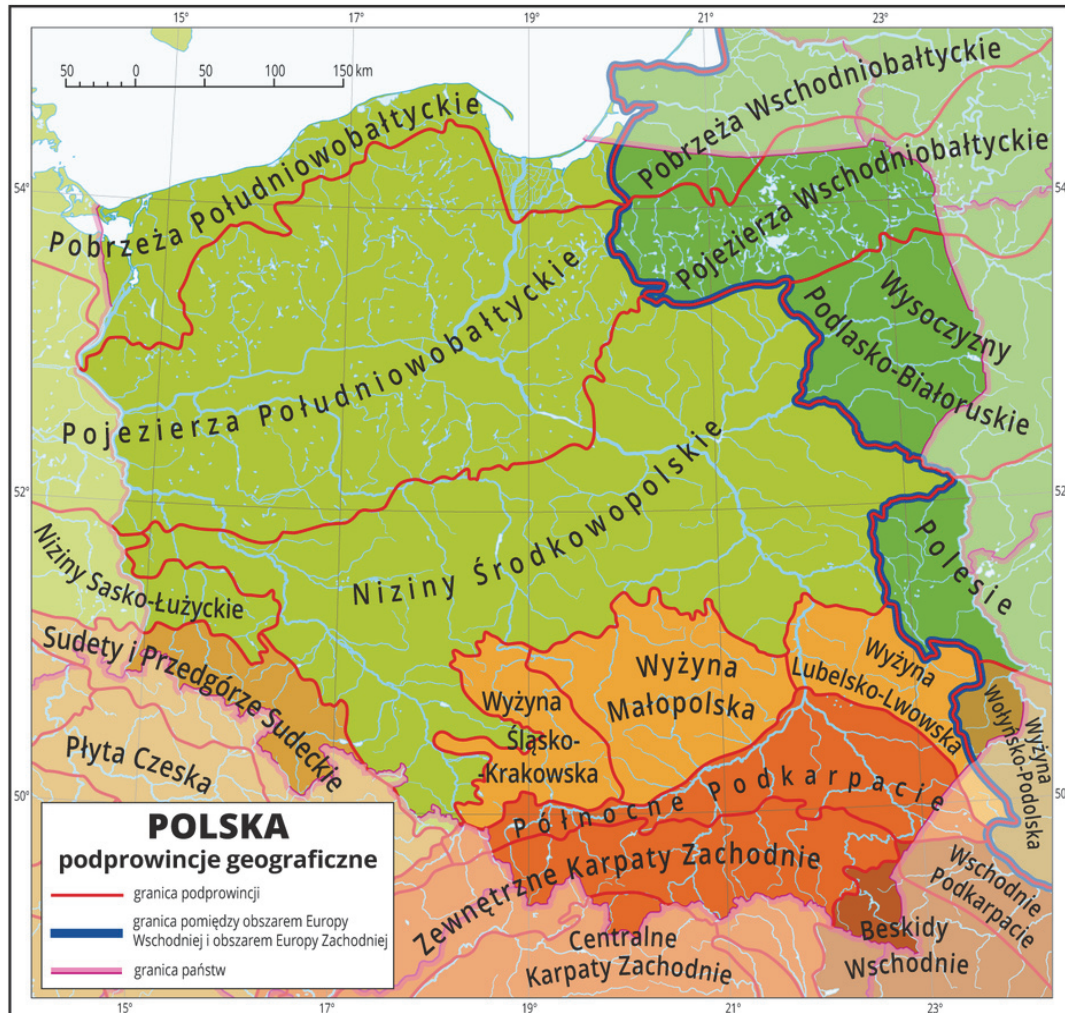 15°
17°
19°
21°
23°
50 0 50 100 150 km
Pobrzeża Wschodniobałtyckie
Pobrzeża Południowobałtyckie
Pojezierza Wschodniobałtyckie
54°
54
Pojezierza Południowobałtyckie
Wysoczyzny
Podlasko-Białoruskie
52°
52
Niziny Środkowopolskie
Polesie
Niziny Sasko-Łużyckie
Sudety i Przedgórze Sudeckie
Płyta Czeska
Wyżyna
Śląsko-
-Krakowska
Wyżyna
Małopolska
Wyżyna
Lubelsko-Lwowska
Wyżyna
Wołyńsko-Podolska
50°
50
Północne Podkarpacie
Zewnętrzne Karpaty Zachodnie
Wschodnie
Podkarpacie
Centralne
Karpaty Zachodnie
Beskidy
Wschodnie
POLSKA
podprowincje geograficzne
granica podprowincji
granica pomiędzy obszarem Europy
Wschodniej i obszarem Europy Zachodniej
granica państw
15°
17°
19°
21°
23°